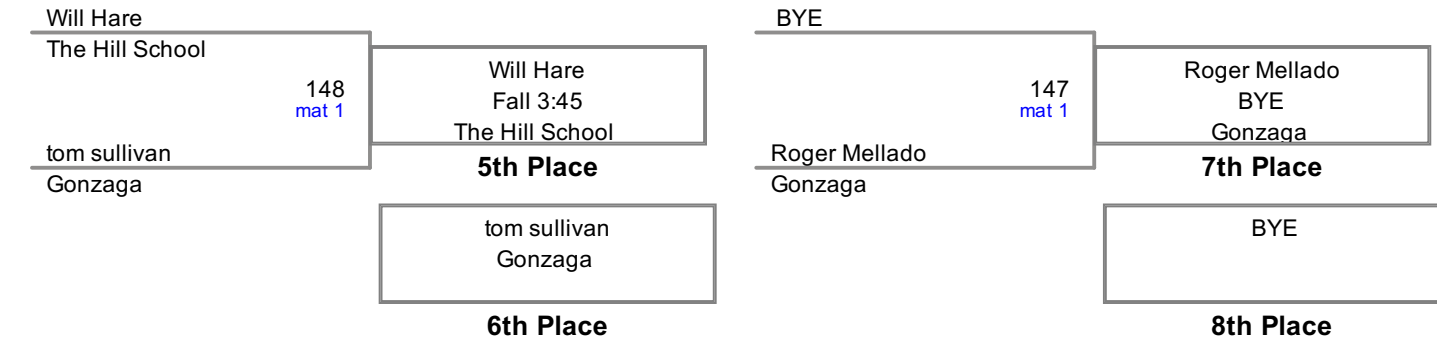 Will Hare
The Hill School
148
mat 1
tom sullivan
Gonzaga
Will Hare
Fall 3:45
The Hill School
5th Place
tom sullivan
Gonzaga
6th Place
BYE
147
mat 1
Roger Mellado
Gonzaga
Roger Mellado
BYE
Gonzaga
7th Place
BYE
8th Place